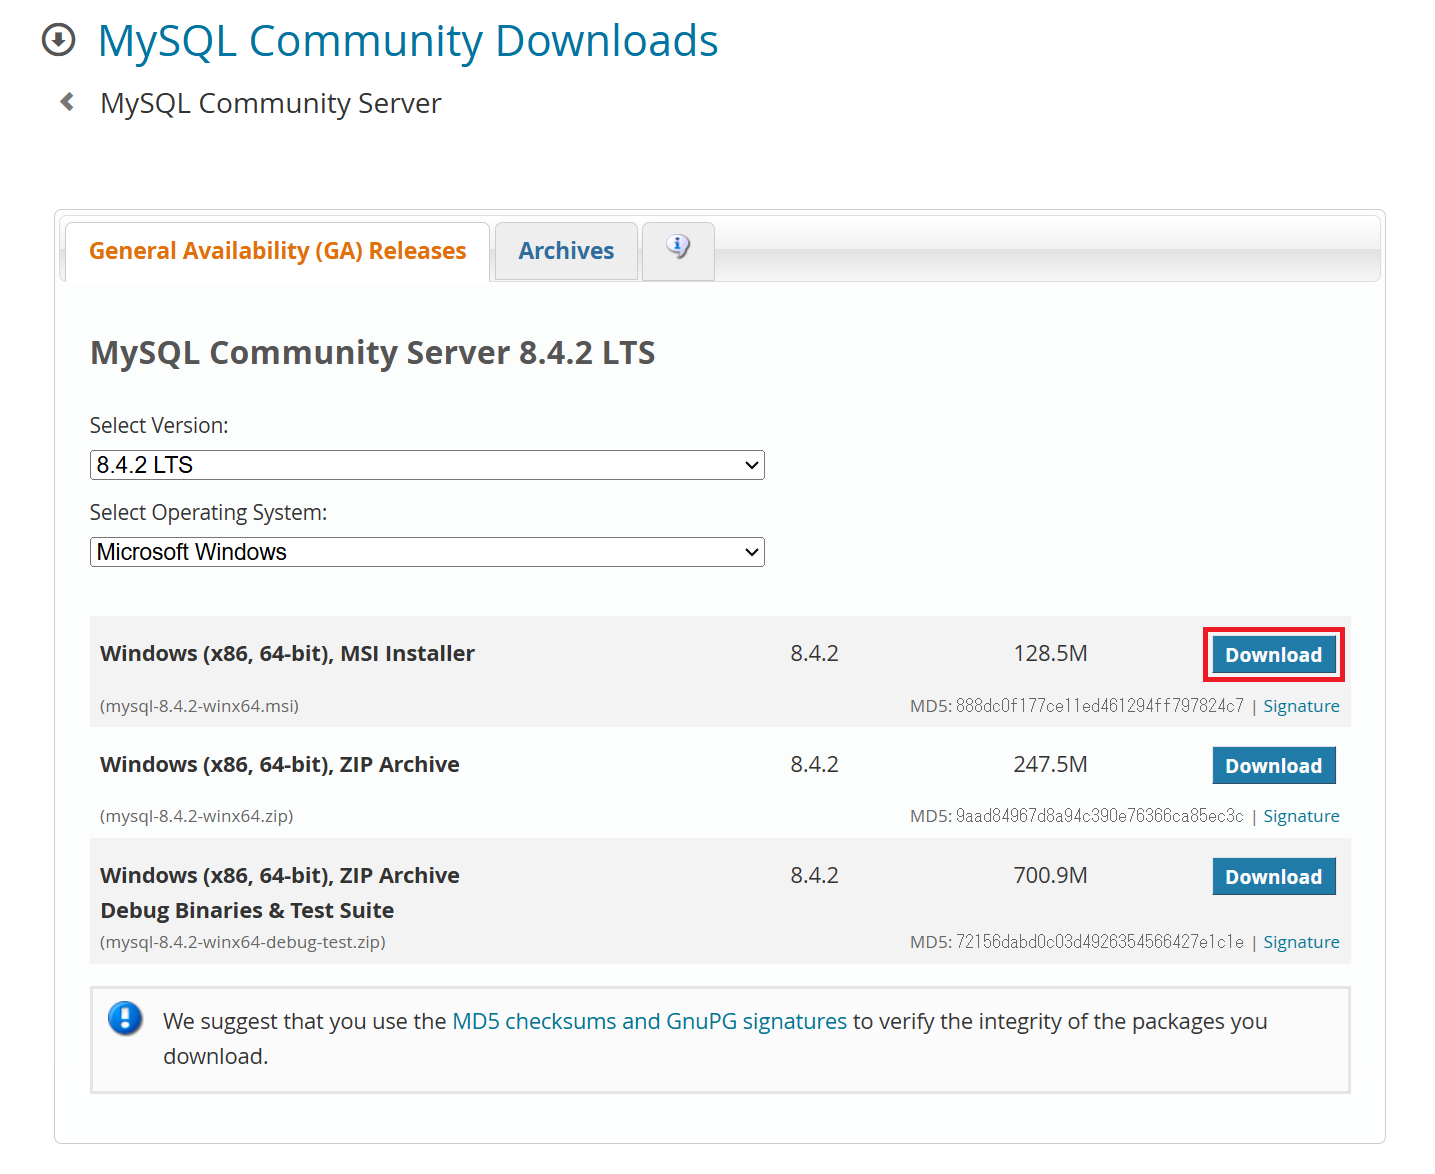 MySQL Community Downloads
MySQL Community Server
General Availability (GA) Releases
Archives
MySQL Community Server 8.4.2 LTS
Select Version:
8.4.2 LTS
Select Operating System:
Microsoft Windows
Windows (x86, 64-bit), MSI Installer 8.4.2 128.5M Download
(mysql-8.4.2-winx64.msi) MD5: 888dc0f177ce11ed461294ff797824c7 | Signature
Windows (x86, 64-bit), ZIP Archive 8.4.2 247.5M Download
(mysql-8.4.2-winx64.zip) MD5: 9aad84967d8a94c390e76366ca85ec3c | Signature
Windows (x86, 64-bit), ZIP Archive 8.4.2 700.9M Download
Debug Binaries & Test Suite
(mysql-8.4.2-winx64-debug-test.zip) MD5: 72156dabd0c03d4926354566427e1c1e | Signature
We suggest that you use the MD5 checksums and GnuPG signatures to verify the integrity of the packages you
download.